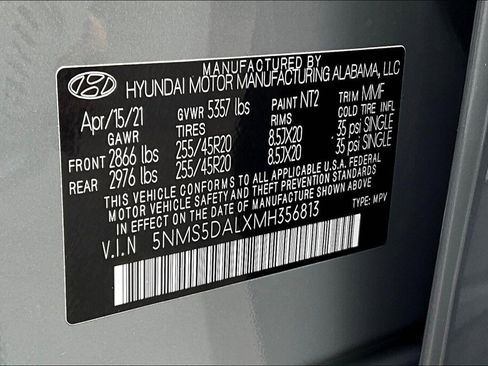 MANUFACTURED BY
HYUNDAI MOTOR MANUFACTURING ALABAMA, LLC
Apr/15/21 GVWR 5357 lbs PAINT NT2 TRIM MMF
GAWR TIRES RIMS COLD TIRE INFL
FRONT 2866 lbs 255/45R20 8.5JX20 35 psi SINGLE
REAR 2976 lbs 255/45R20 8.5JX20 35 psi SINGLE
THIS VEHICLE CONFORMS TO ALL APPLICABLE U.S.A. FEDERAL
MOTOR VEHICLE SAFETY AND THEFT PREVENTION STANDARDS
IN EFFECT ON THE DATE OF MANUFACTURE SHOWN ABOVE.
V.I.N 5NMS5DALXMH356813 TYPE: MPV